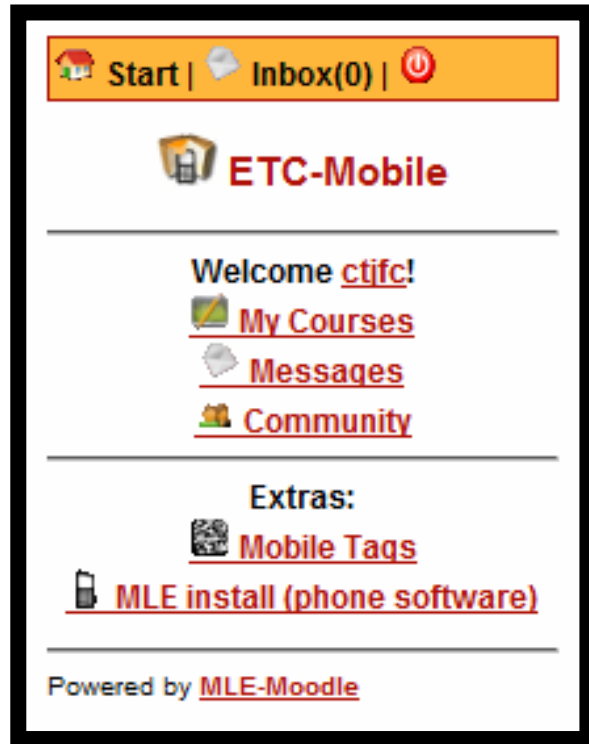 Start | Inbox(0) |
ETC-Mobile
Welcome ctjfc!
My Courses
Messages
Community
Extras:
Mobile Tags
MLE install (phone software)
Powered by MLE-Moodle